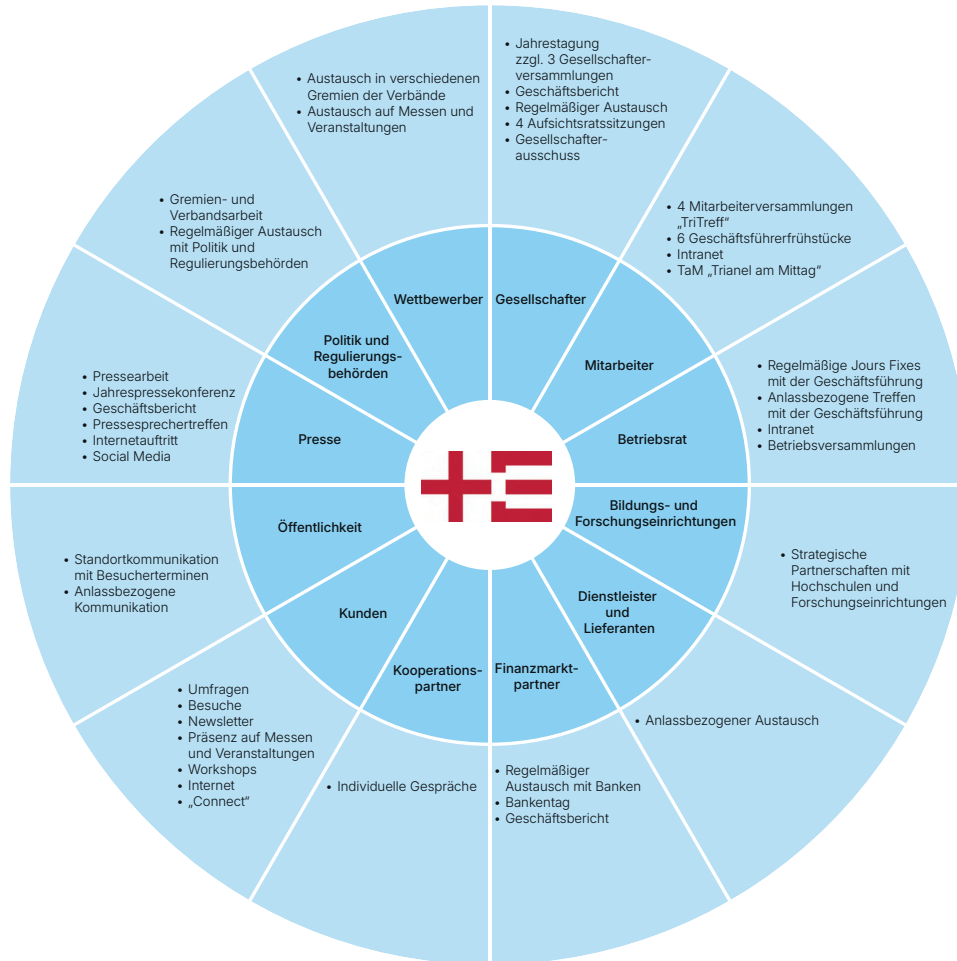 • Jahrestagung
zzgl. 3 Gesellschafter-
versammlungen
• Geschäftsbericht
• Regelmäßiger Austausch
• 4 Aufsichtsratssitzungen
• Gesellschafter-
ausschuss
Gesellschafter
• 4 Mitarbeiterversammlungen
„TriTreff“
• 6 Geschäftsführerfrühstücke
• Intranet
• TaM „Trianel am Mittag“
Mitarbeiter
• Regelmäßige Jours Fixes
mit der Geschäftsführung
• Anlassbezogene Treffen
mit der Geschäftsführung
• Intranet
• Betriebsversammlungen
Betriebsrat
• Strategische
Partnerschaften mit
Hochschulen und
Forschungseinrichtungen
Bildungs- und
Forschungseinrichtungen
• Anlassbezogener Austausch
Dienstleister
und
Lieferanten
• Regelmäßiger
Austausch mit Banken
• Bankentag
• Geschäftsbericht
Finanzmarkt-
partner
• Individuelle Gespräche
Kooperations-
partner
• Umfragen
• Besuche
• Newsletter
• Präsenz auf Messen
und Veranstaltungen
• Workshops
• Internet
• „Connect“
Kunden
• Standortkommunikation
mit Besucherterminen
• Anlassbezogene
Kommunikation
Öffentlichkeit
• Pressearbeit
• Jahrespressekonferenz
• Geschäftsbericht
• Pressesprechertreffen
• Internetauftritt
• Social Media
Presse
• Gremien- und
Verbandsarbeit
• Regelmäßiger Austausch
mit Politik und
Regulierungsbehörden
Politik und
Regulierungs-
behörden
• Austausch in verschiedenen
Gremien der Verbände
• Austausch auf Messen und
Veranstaltungen
Wettbewerber